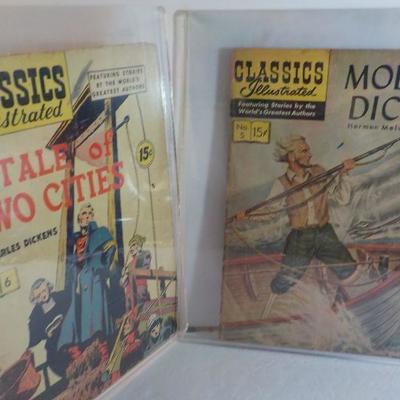 SSICS
ustrated
FEATURING STORIES
BY THE WORLD'S
GREATEST AUTHORS
15¢
TALE of
WO CITIES
RLES DICKENS
6
CLASSICS
Illustrated
Featuring Stories by the
World's Greatest Authors
No.
5
15¢
MOB
DIC
Herman Melv